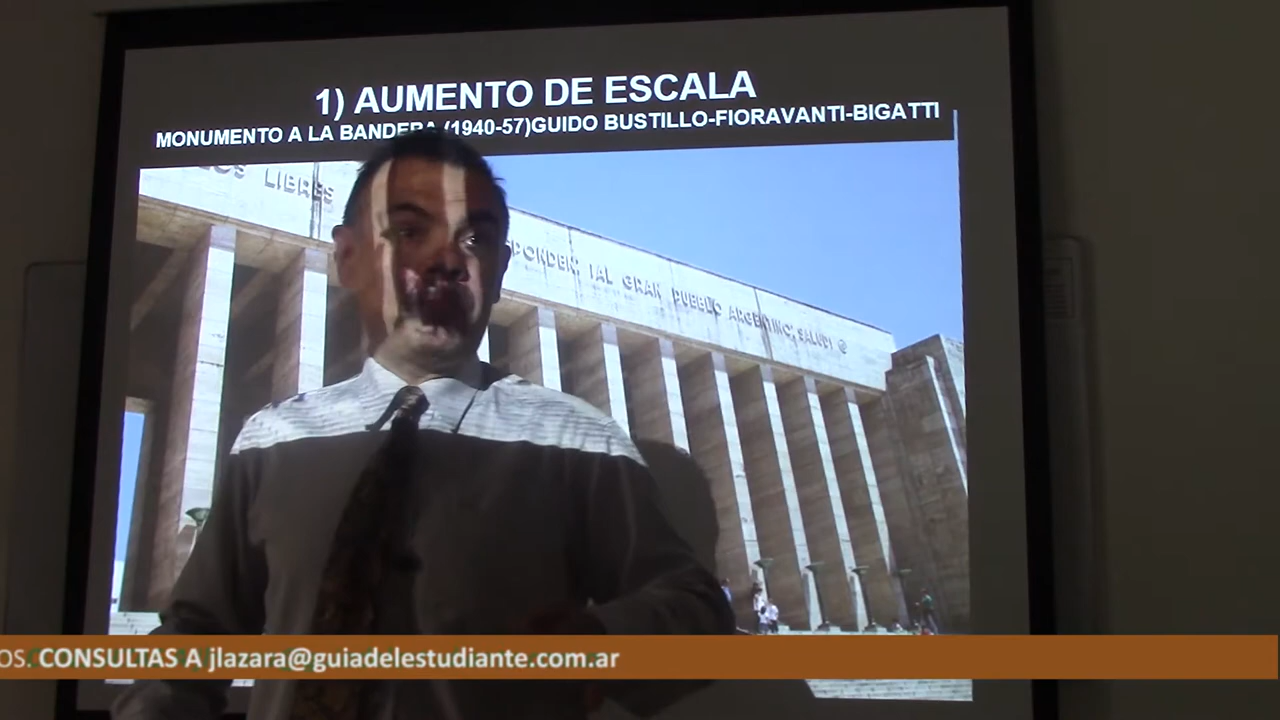 1) AUMENTO DE ESCALA
MONUMENTO A LA BANDERA (1940-57)GUIDO BUSTILLO-FIORAVANTI-BIGATTI
LIBRES
AL GRAN PUEBLO ARGENTINO, SALUD!
OS. CONSULTAS A jlazara@guiadelestudiante.com.ar